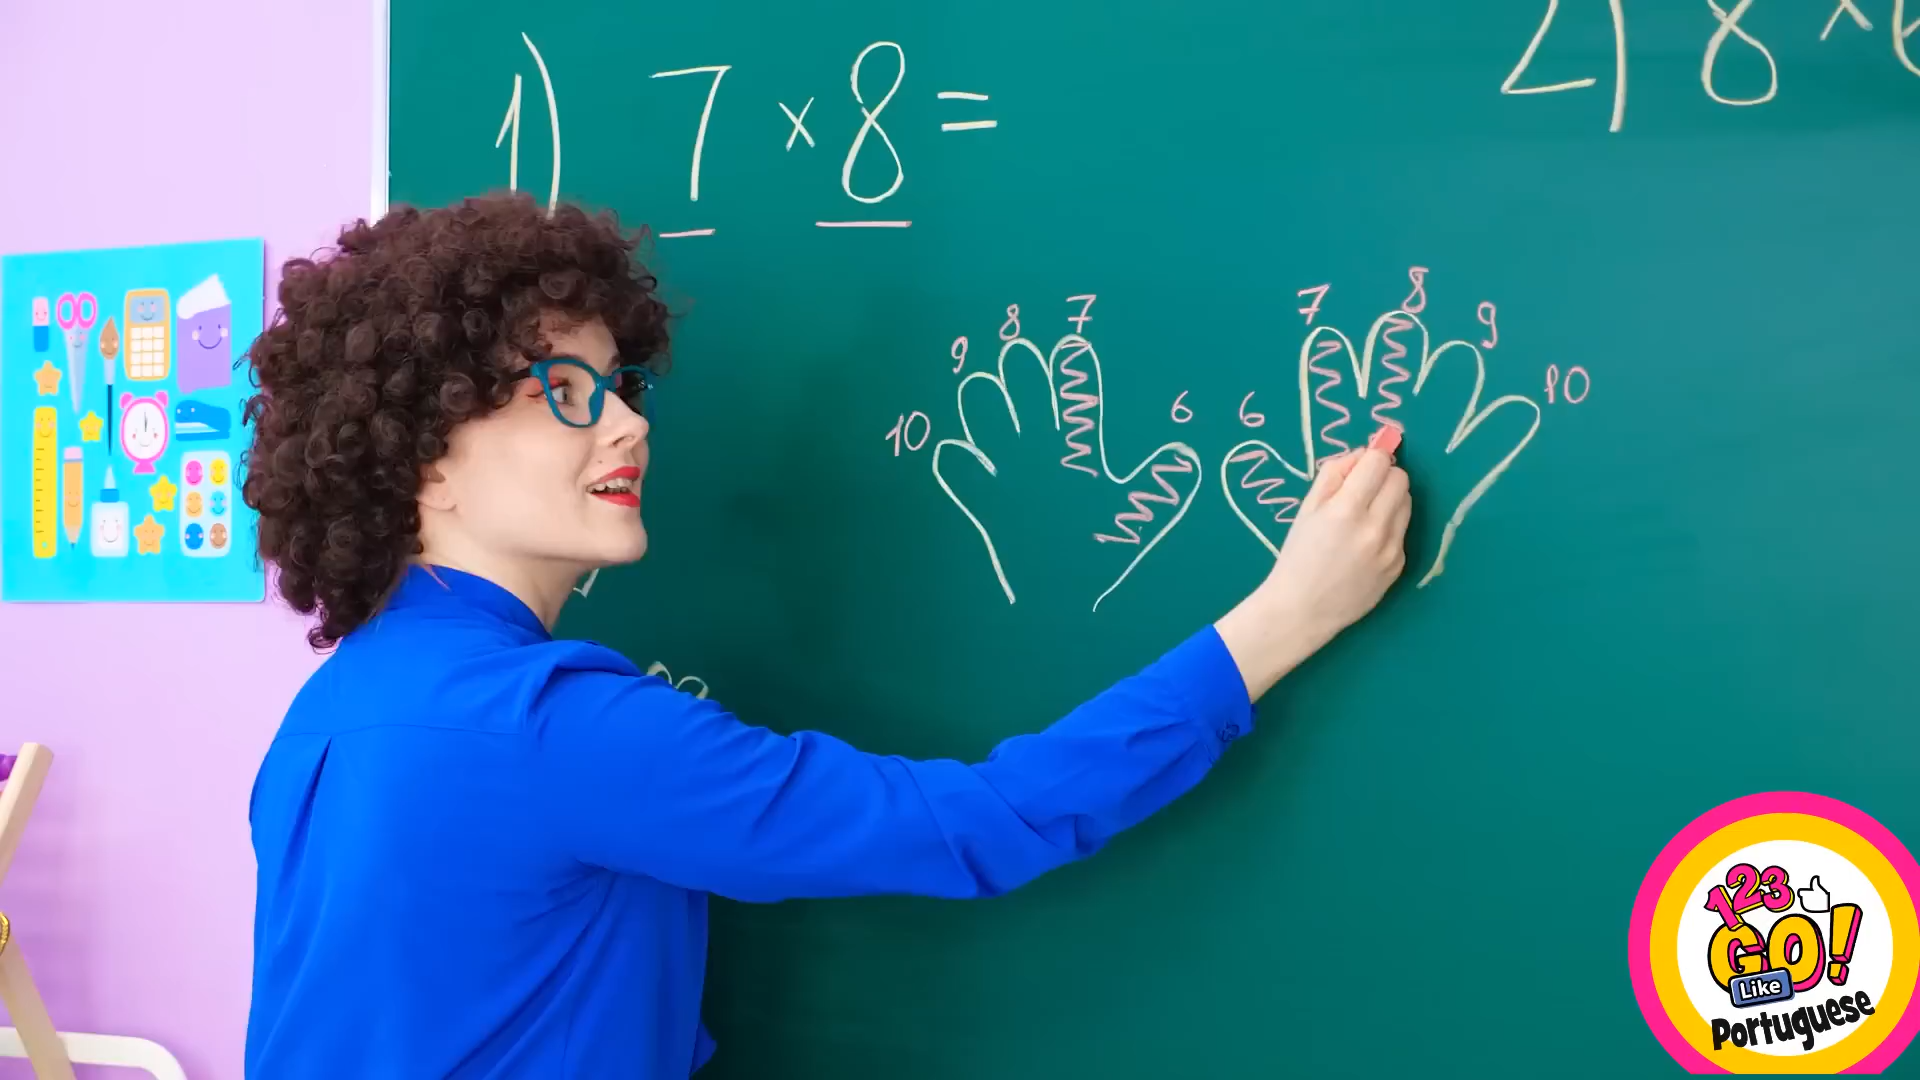 1) 7 × 8 =
2) 8 ×
10 9 8 7 6
6 7 8 9 10
123
GO!
Like
Portuguese